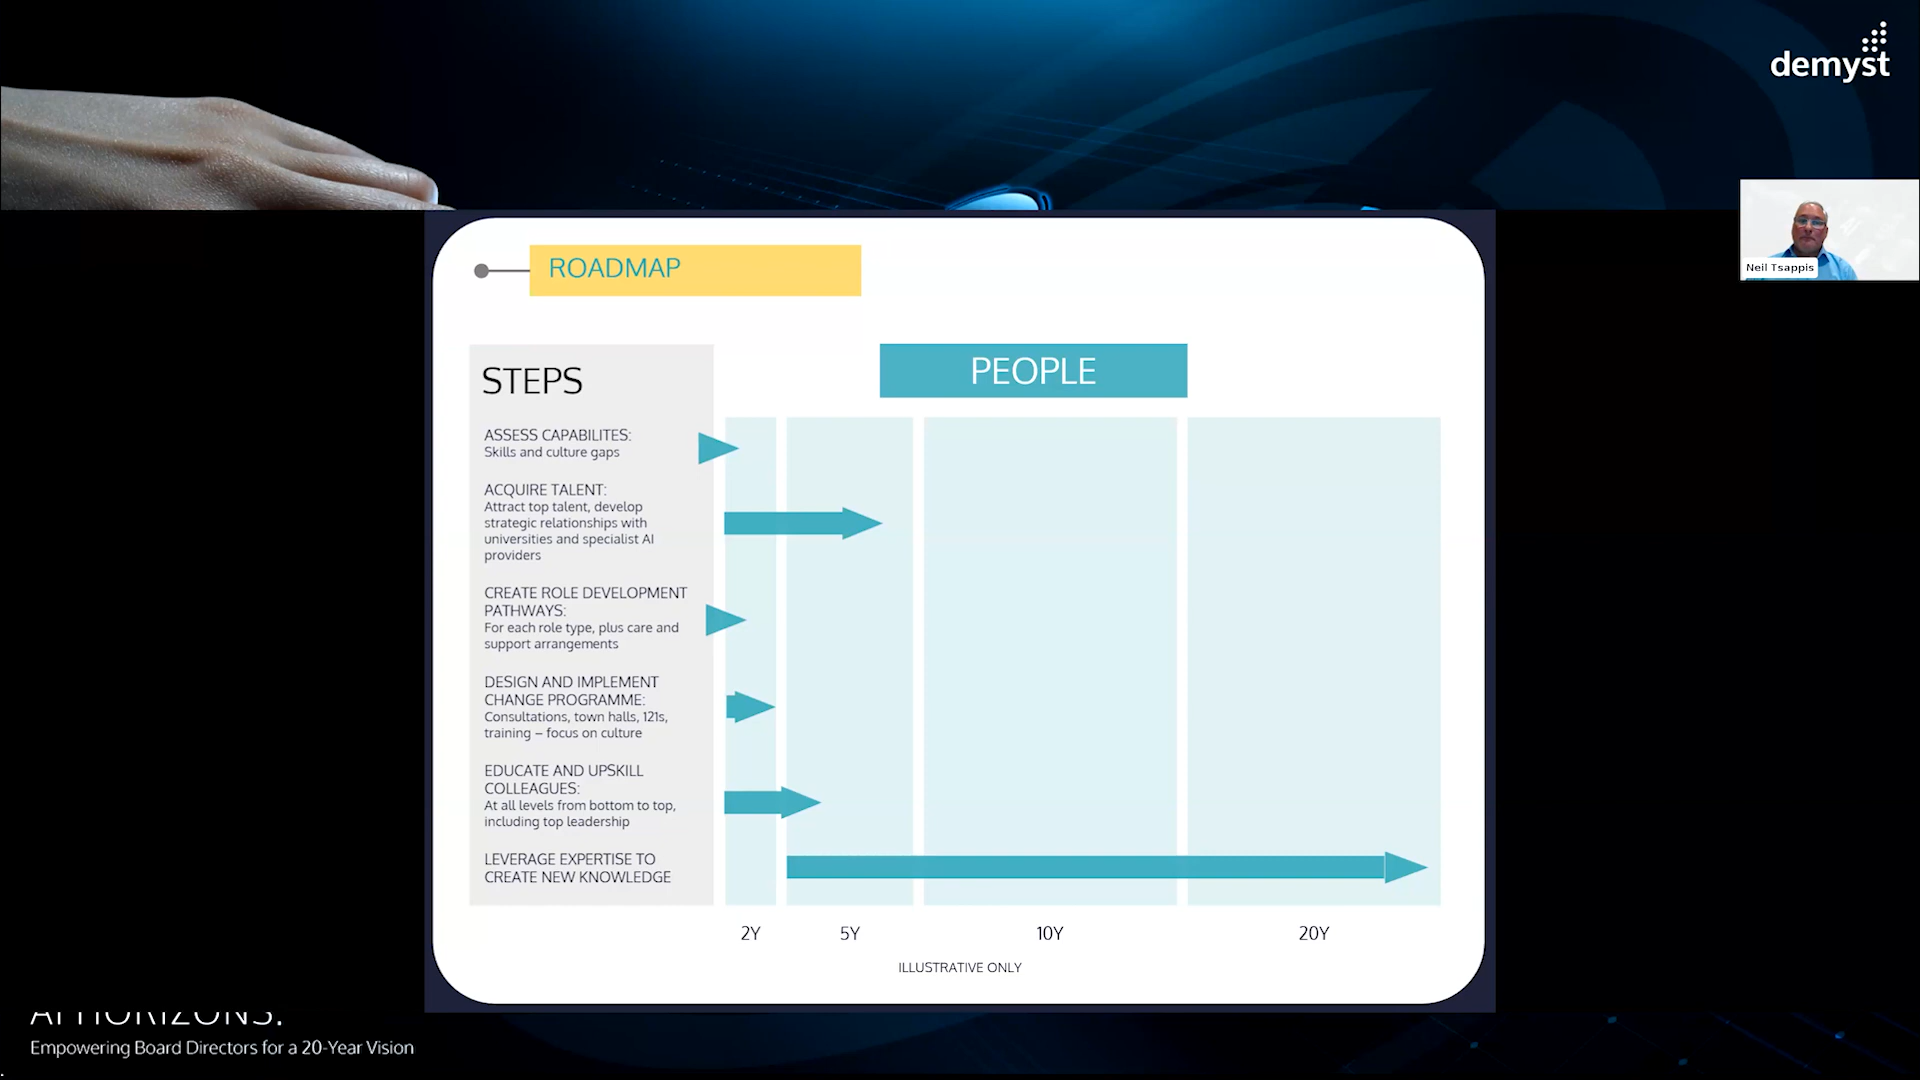 demyst
Neil Tsappis
ROADMAP
STEPS
PEOPLE
ASSESS CAPABILITES:
Skills and culture gaps
ACQUIRE TALENT:
Attract top talent, develop
strategic relationships with
universities and specialist AI
providers
CREATE ROLE DEVELOPMENT
PATHWAYS:
For each role type, plus care and
support arrangements
DESIGN AND IMPLEMENT
CHANGE PROGRAMME:
Consultations, town halls, 121s,
training – focus on culture
EDUCATE AND UPSKILL
COLLEAGUES:
At all levels from bottom to top,
including top leadership
LEVERAGE EXPERTISE TO
CREATE NEW KNOWLEDGE
2Y
5Y
10Y
20Y
ILLUSTRATIVE ONLY
AI HORIZONS:
Empowering Board Directors for a 20-Year Vision